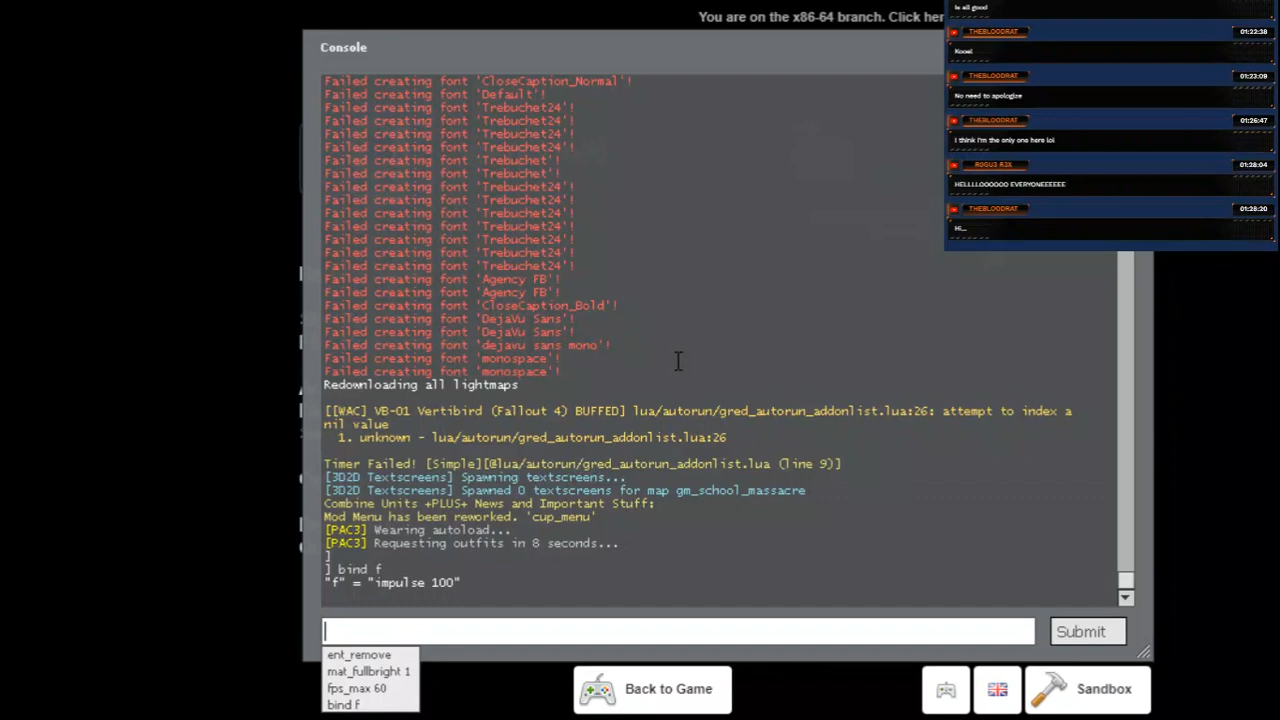 You are on the x86-64 branch. Click her
Console
Failed creating font 'CloseCaption_Normal'!
Failed creating font 'Default'!
Failed creating font 'Trebuchet24'!
Failed creating font 'Trebuchet24'!
Failed creating font 'Trebuchet24'!
Failed creating font 'Trebuchet24'!
Failed creating font 'Trebuchet'!
Failed creating font 'Trebuchet'!
Failed creating font 'Trebuchet24'!
Failed creating font 'Trebuchet24'!
Failed creating font 'Trebuchet24'!
Failed creating font 'Trebuchet24'!
Failed creating font 'Trebuchet24'!
Failed creating font 'Trebuchet24'!
Failed creating font 'Trebuchet24'!
Failed creating font 'Agency FB'!
Failed creating font 'Agency FB'!
Failed creating font 'CloseCaption_Bold'!
Failed creating font 'DejaVu Sans'!
Failed creating font 'DejaVu Sans'!
Failed creating font 'dejavu sans mono'!
Failed creating font 'monospace'!
Failed creating font 'monospace'!
Redownloading all lightmaps
[[WAC] VB-01 Vertibird (Fallout 4) BUFFED] lua/autorun/gred_autorun_addonlist.lua:26: attempt to index a
nil value
1. unknown - lua/autorun/gred_autorun_addonlist.lua:26
Timer Failed! [Simple][@lua/autorun/gred_autorun_addonlist.lua (line 9)]
[3D2D Textscreens] Spawning textscreens...
[3D2D Textscreens] Spawned 0 textscreens for map gm_school_massacre
Combine Units +PLUS+ News and Important Stuff:
Mod Menu has been reworked. 'cup_menu'
[PAC3] Wearing autoload...
[PAC3] Requesting outfits in 8 seconds...
]
] bind f
"f" = "impulse 100"
Submit
ent_remove
mat_fullbright 1
fps_max 60
bind f
Back to Game
Sandbox
Is all good
THEBLOODRAT 01:22:38
Kooel
THEBLOODRAT 01:23:09
No need to apologize
THEBLOODRAT 01:26:47
I think I'm the only one here lol
R0GU3 R3X 01:28:04
HELLLLOOOOOO EVERYONEEEEEE
THEBLOODRAT 01:28:20
Hi...